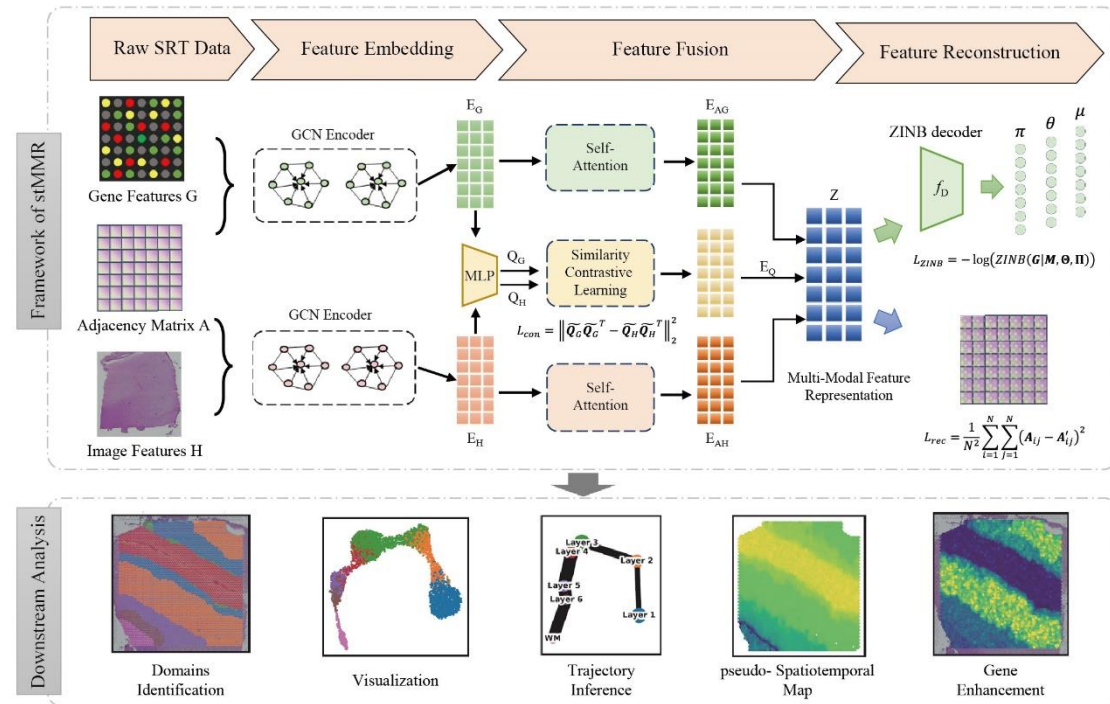 Raw SRT Data
Feature Embedding
Feature Fusion
Feature Reconstruction
Framework of stMMR
Gene Features G
Adjacency Matrix A
Image Features H
GCN Encoder
GCN Encoder
E_G
MLP
E_H
Q_G
Q_H
Self-
Attention
Similarity
Contrastive
Learning
L_con = ‖Q̃_G Q̃_G^T − Q̃_H Q̃_H^T‖_2^2
Self-
Attention
E_AG
E_Q
E_AH
Z
Multi-Modal Feature
Representation
ZINB decoder
f_D
π
θ
μ
L_ZINB = −log(ZINB(G|M, Θ, Π))
L_rec = 1/N^2 ∑_{i=1}^{N} ∑_{j=1}^{N} (A_ij − A′_ij)^2
Downstream Analysis
Domains
Identification
Visualization
Layer 3
Layer 4
Layer 2
Layer 5
Layer 6
Layer 1
WM
Trajectory
Inference
pseudo- Spatiotemporal
Map
Gene
Enhancement